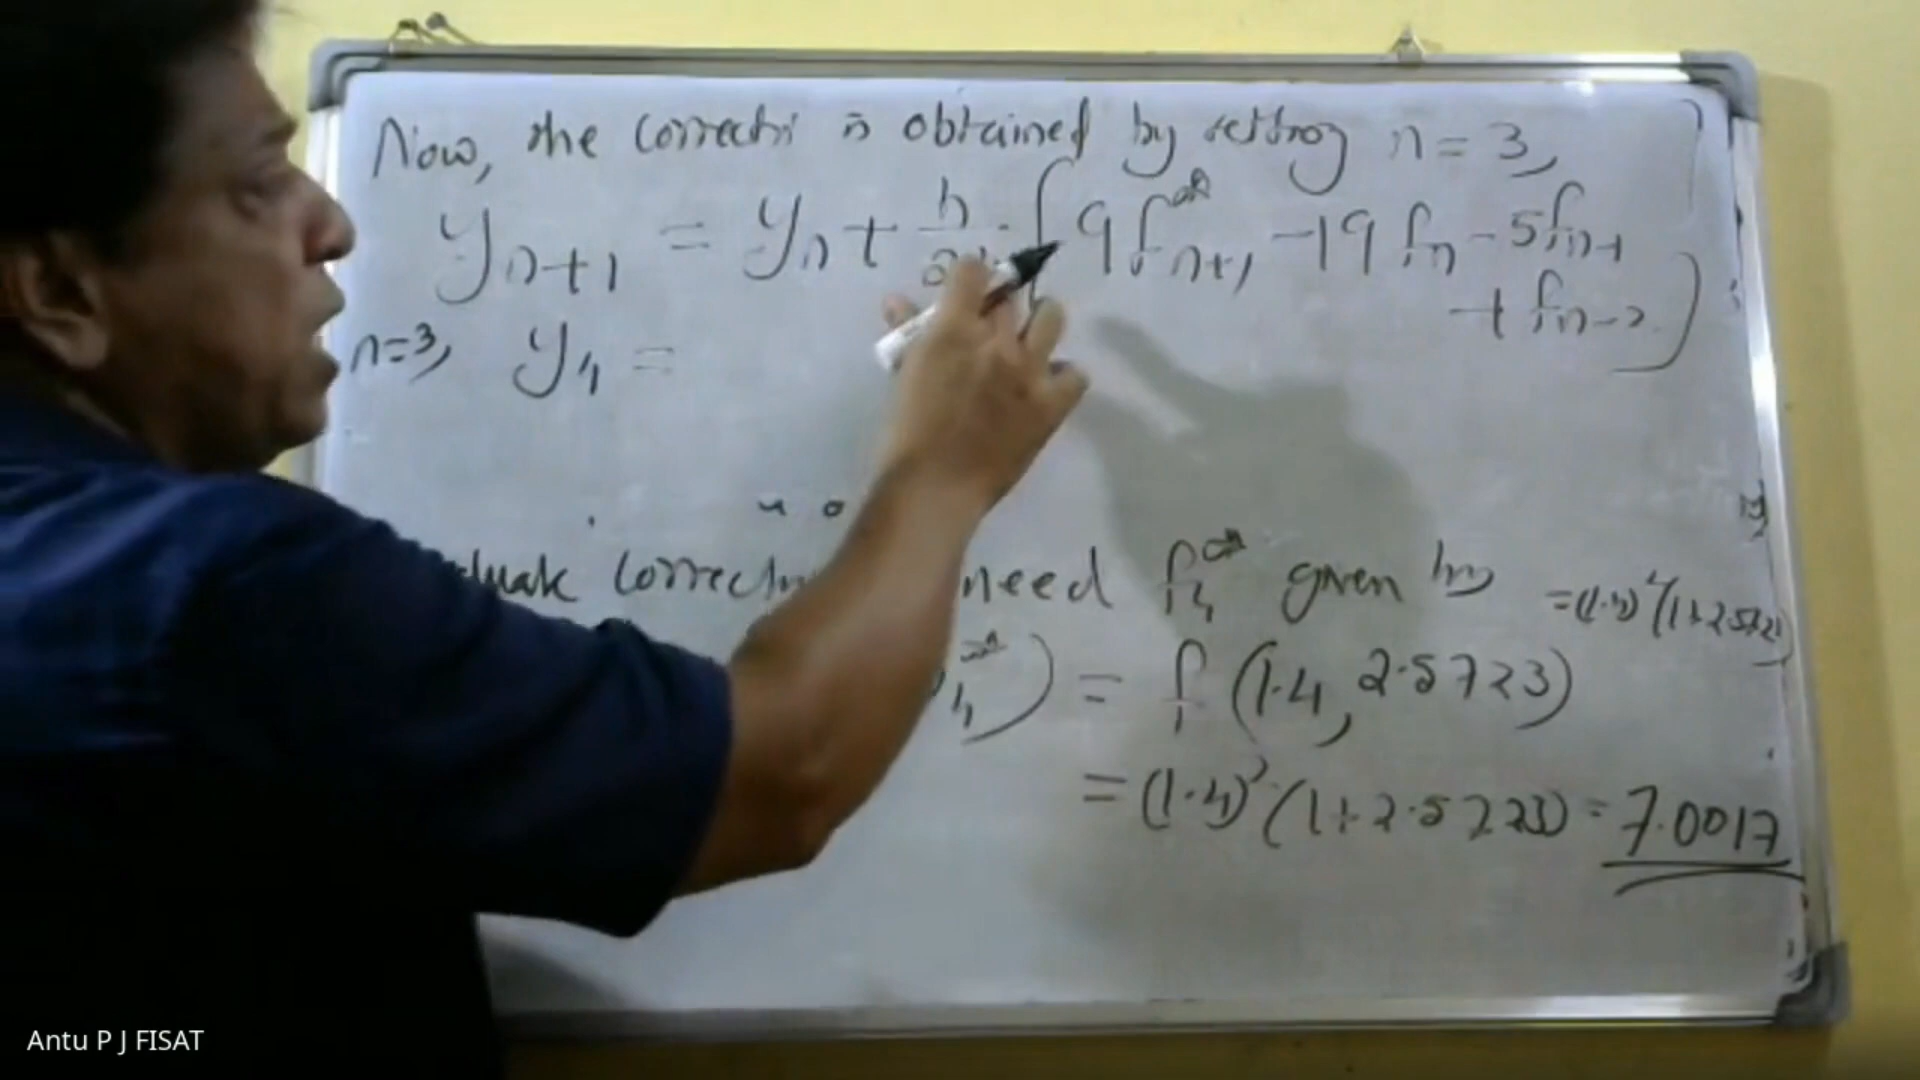 Now, the correctr is obtained by setting n = 3,
y_{n+1} = y_n + h/24 [9f*_{n+1} - 19 f_n - 5f_{n-1}
+ f_{n-2}]
n=3, y_4 =
correctr need f*_4 given by
=(1.4)^2(1+2.5723)
*_4) = f(1.4, 2.5723)
= (1.4)^2 (1+2.5723) = 7.0017
Antu P J FISAT